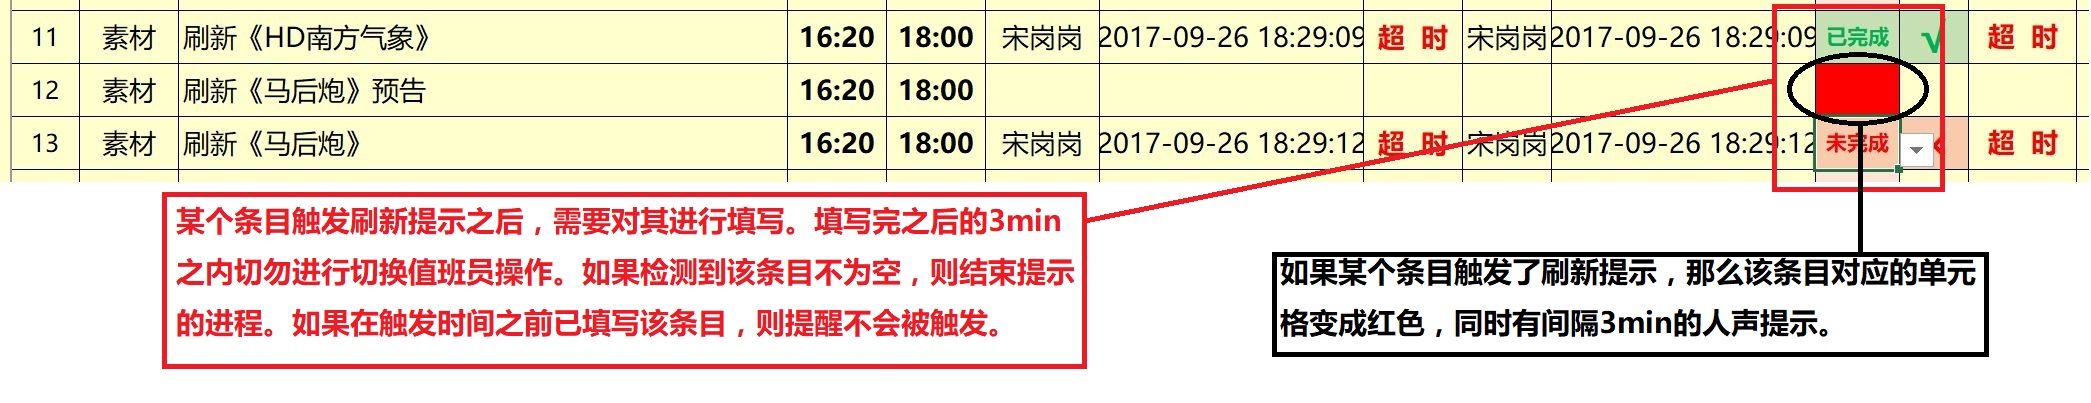 11 素材 刷新《HD南方气象》 16:20 18:00 宋岗岗 2017-09-26 18:29:09 超 时 宋岗岗 2017-09-26 18:29:09 已完成 √ 超 时
12 素材 刷新《马后炮》预告 16:20 18:00
13 素材 刷新《马后炮》 16:20 18:00 宋岗岗 2017-09-26 18:29:12 超 时 宋岗岗 2017-09-26 18:29:12 未完成 超 时
某个条目触发刷新提示之后，需要对其进行填写。填写完之后的3min
之内切勿进行切换值班员操作。如果检测到该条目不为空，则结束提示
的进程。如果在触发时间之前已填写该条目，则提醒不会被触发。
如果某个条目触发了刷新提示，那么该条目对应的单元
格变成红色，同时有间隔3min的人声提示。